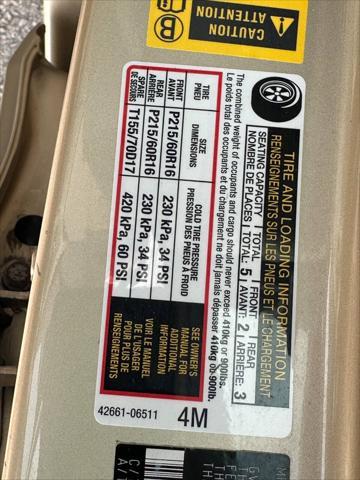 CAUTION
ATTENTION
B
TIRE AND LOADING INFORMATION
RENSEIGNEMENTS SUR LES PNEUS ET LE CHARGEMENT
SEATING CAPACITY | TOTAL | FRONT | REAR
NOMBRE DE PLACES | TOTAL: 5 | AVANT: 2 | ARRIÈRE: 3
The combined weight of occupants and cargo should never exceed 410kg or 900lbs.
Le poids total des occupants et du chargement ne doit jamais dépasser 410kg ou 900lb.
TIRE SIZE COLD TIRE PRESSURE
PNEU DIMENSIONS PRESSION DES PNEUS À FROID
FRONT
AVANT P215/60R16 230 kPa, 34 PSI
REAR
ARRIÈRE P215/60R16 230 kPa, 34 PSI
SPARE
DE SECOURS T155/70D17 420 kPa, 60 PSI
SEE OWNER'S
MANUAL FOR
ADDITIONAL
INFORMATION
VOIR LE MANUEL
DE L'USAGER
POUR PLUS DE
RENSEIGNEMENTS
42661-06511
4M